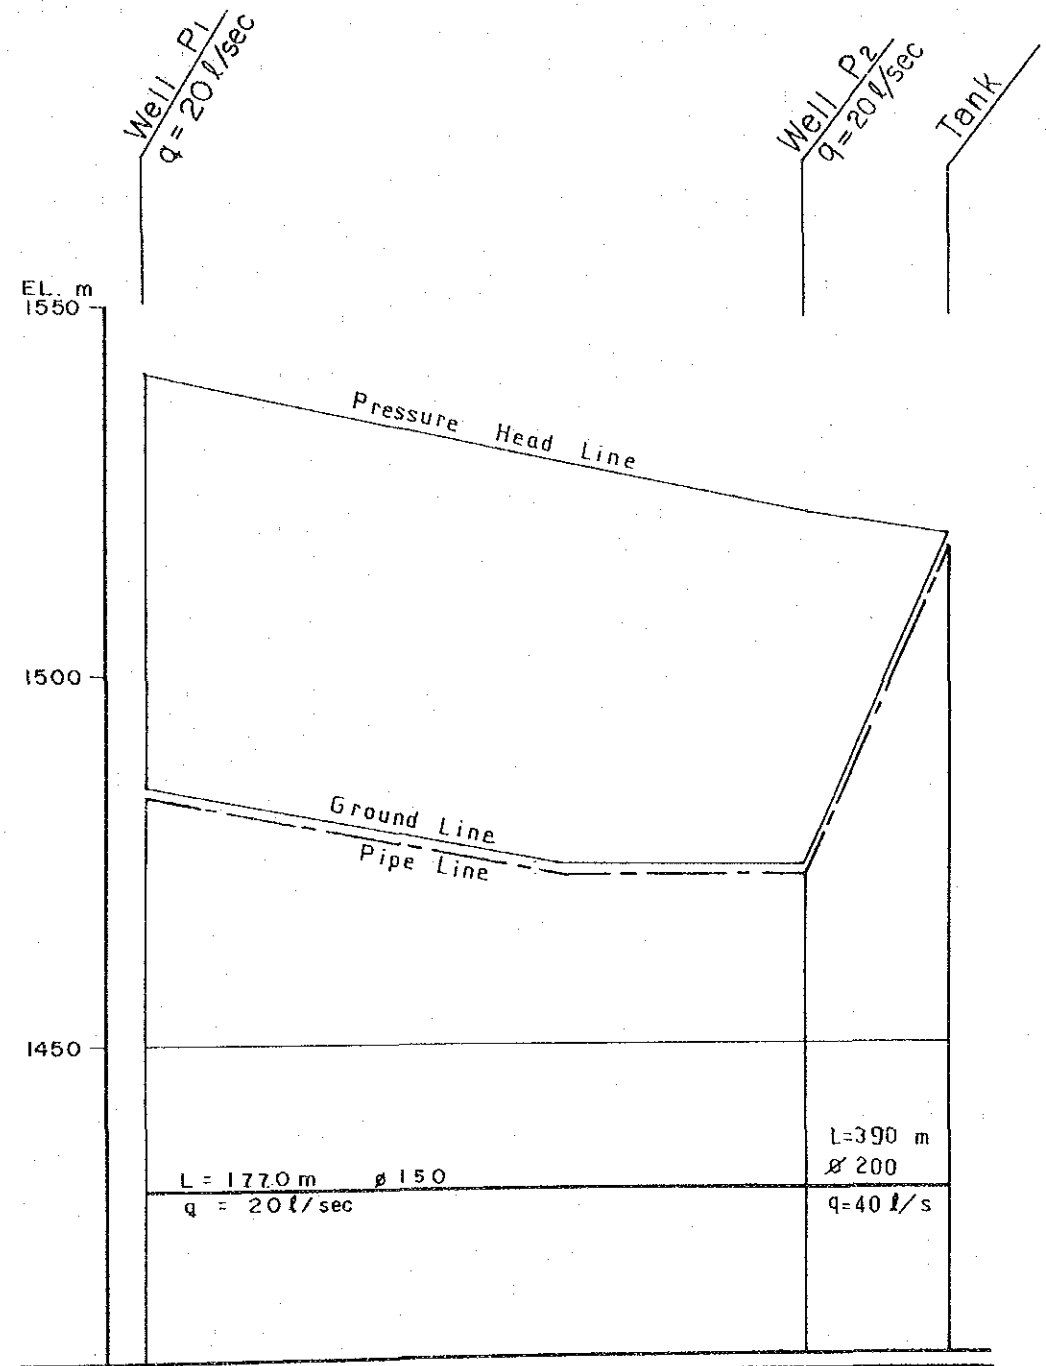 Well P1
q = 20 l/sec
Well P2
q = 20 l/sec
Tank
EL. m
1550
Pressure Head Line
1500
Ground Line
Pipe Line
1450
L = 1770 m ø 150
q = 20 l/sec
L=390 m
ø 200
q=40 l/s